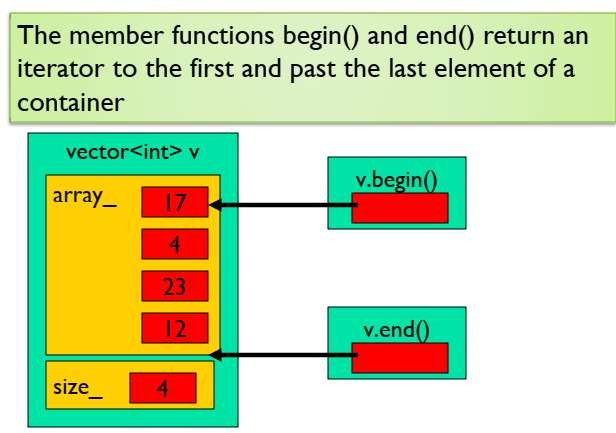 The member functions begin() and end() return an
iterator to the first and past the last element of a
container
vector<int> v
array_
17
4
23
12
size_ 4
v.begin()
v.end()